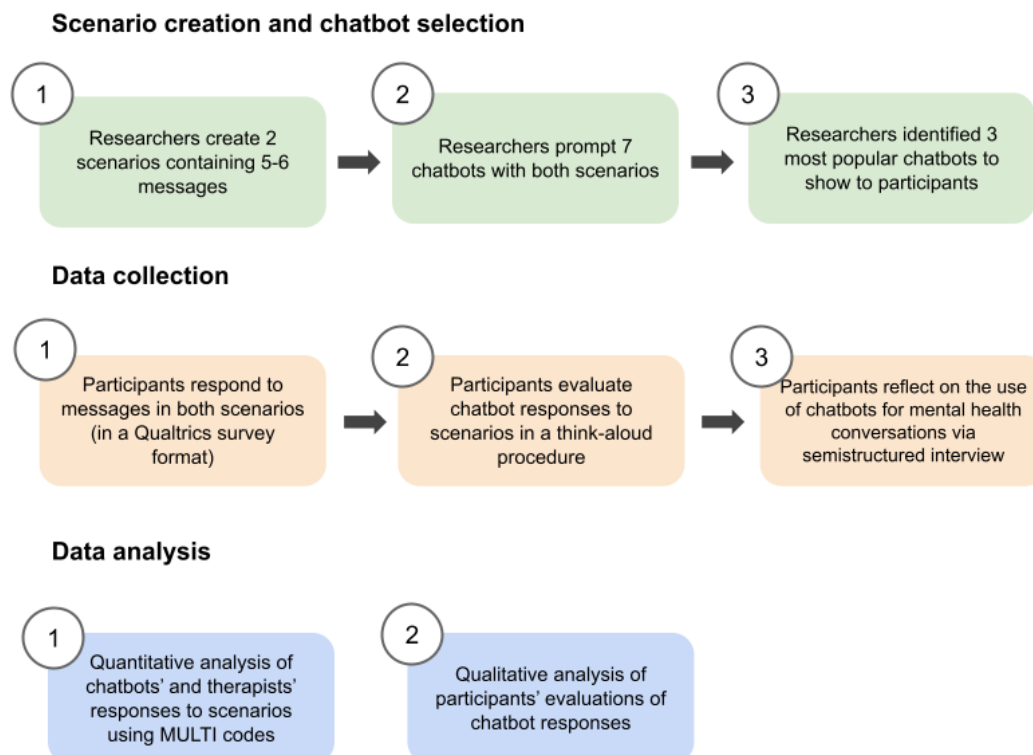 Scenario creation and chatbot selection
1
Researchers create 2
scenarios containing 5-6
messages
2
Researchers prompt 7
chatbots with both scenarios
3
Researchers identified 3
most popular chatbots to
show to participants
Data collection
1
Participants respond to
messages in both scenarios
(in a Qualtrics survey
format)
2
Participants evaluate
chatbot responses to
scenarios in a think-aloud
procedure
3
Participants reflect on the use
of chatbots for mental health
conversations via
semistructured interview
Data analysis
1
Quantitative analysis of
chatbots’ and therapists’
responses to scenarios
using MULTI codes
2
Qualitative analysis of
participants’ evaluations of
chatbot responses